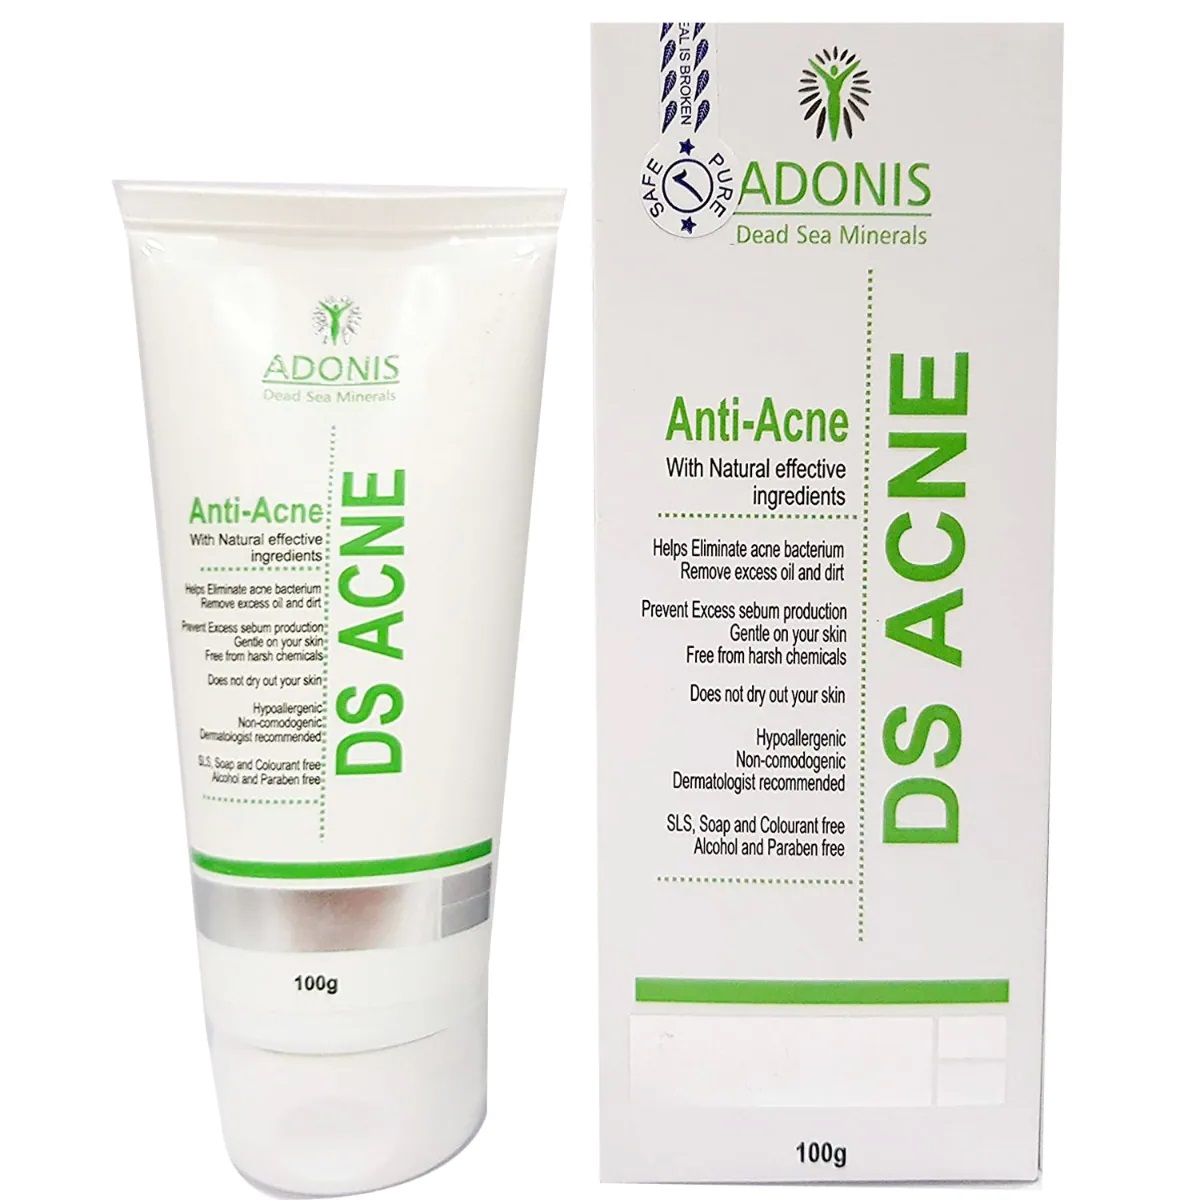 ADONIS
Dead Sea Minerals
Anti-Acne
With Natural effective
ingredients
Helps Eliminate acne bacterium
Remove excess oil and dirt
Prevent Excess sebum production
Gentle on your skin
Free from harsh chemicals
Does not dry out your skin
Hypoallergenic
Non-comodogenic
Dermatologist recommended
SLS, Soap and Colourant free
Alcohol and Paraben free
DS ACNE
100g
EAL IS BROKEN
SAFE
PURE
ADONIS
Dead Sea Minerals
Anti-Acne
With Natural effective
ingredients
Helps Eliminate acne bacterium
Remove excess oil and dirt
Prevent Excess sebum production
Gentle on your skin
Free from harsh chemicals
Does not dry out your skin
Hypoallergenic
Non-comodogenic
Dermatologist recommended
SLS, Soap and Colourant free
Alcohol and Paraben free
DS ACNE
100g